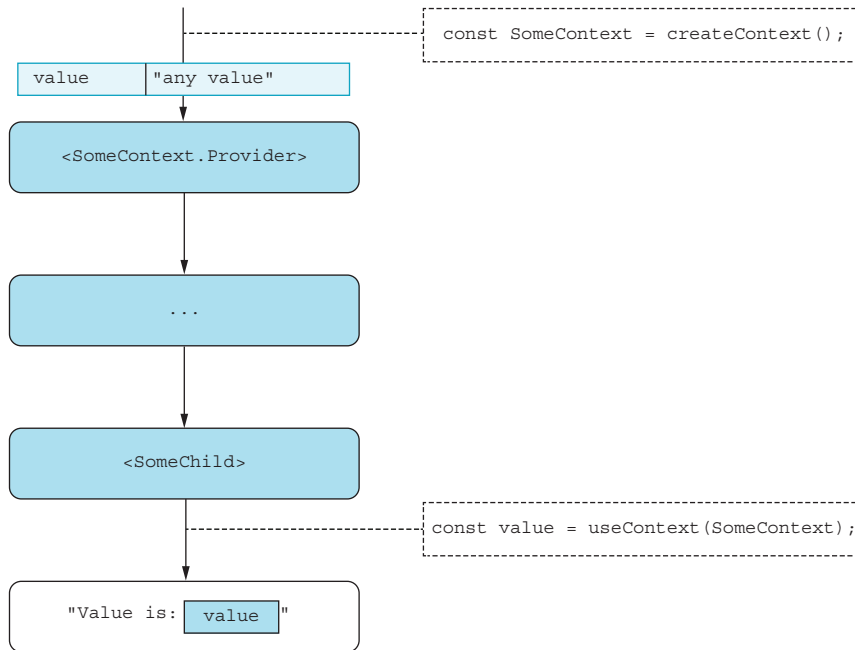 const SomeContext = createContext();
value "any value"
<SomeContext.Provider>
...
<SomeChild>
const value = useContext(SomeContext);
"Value is: value "